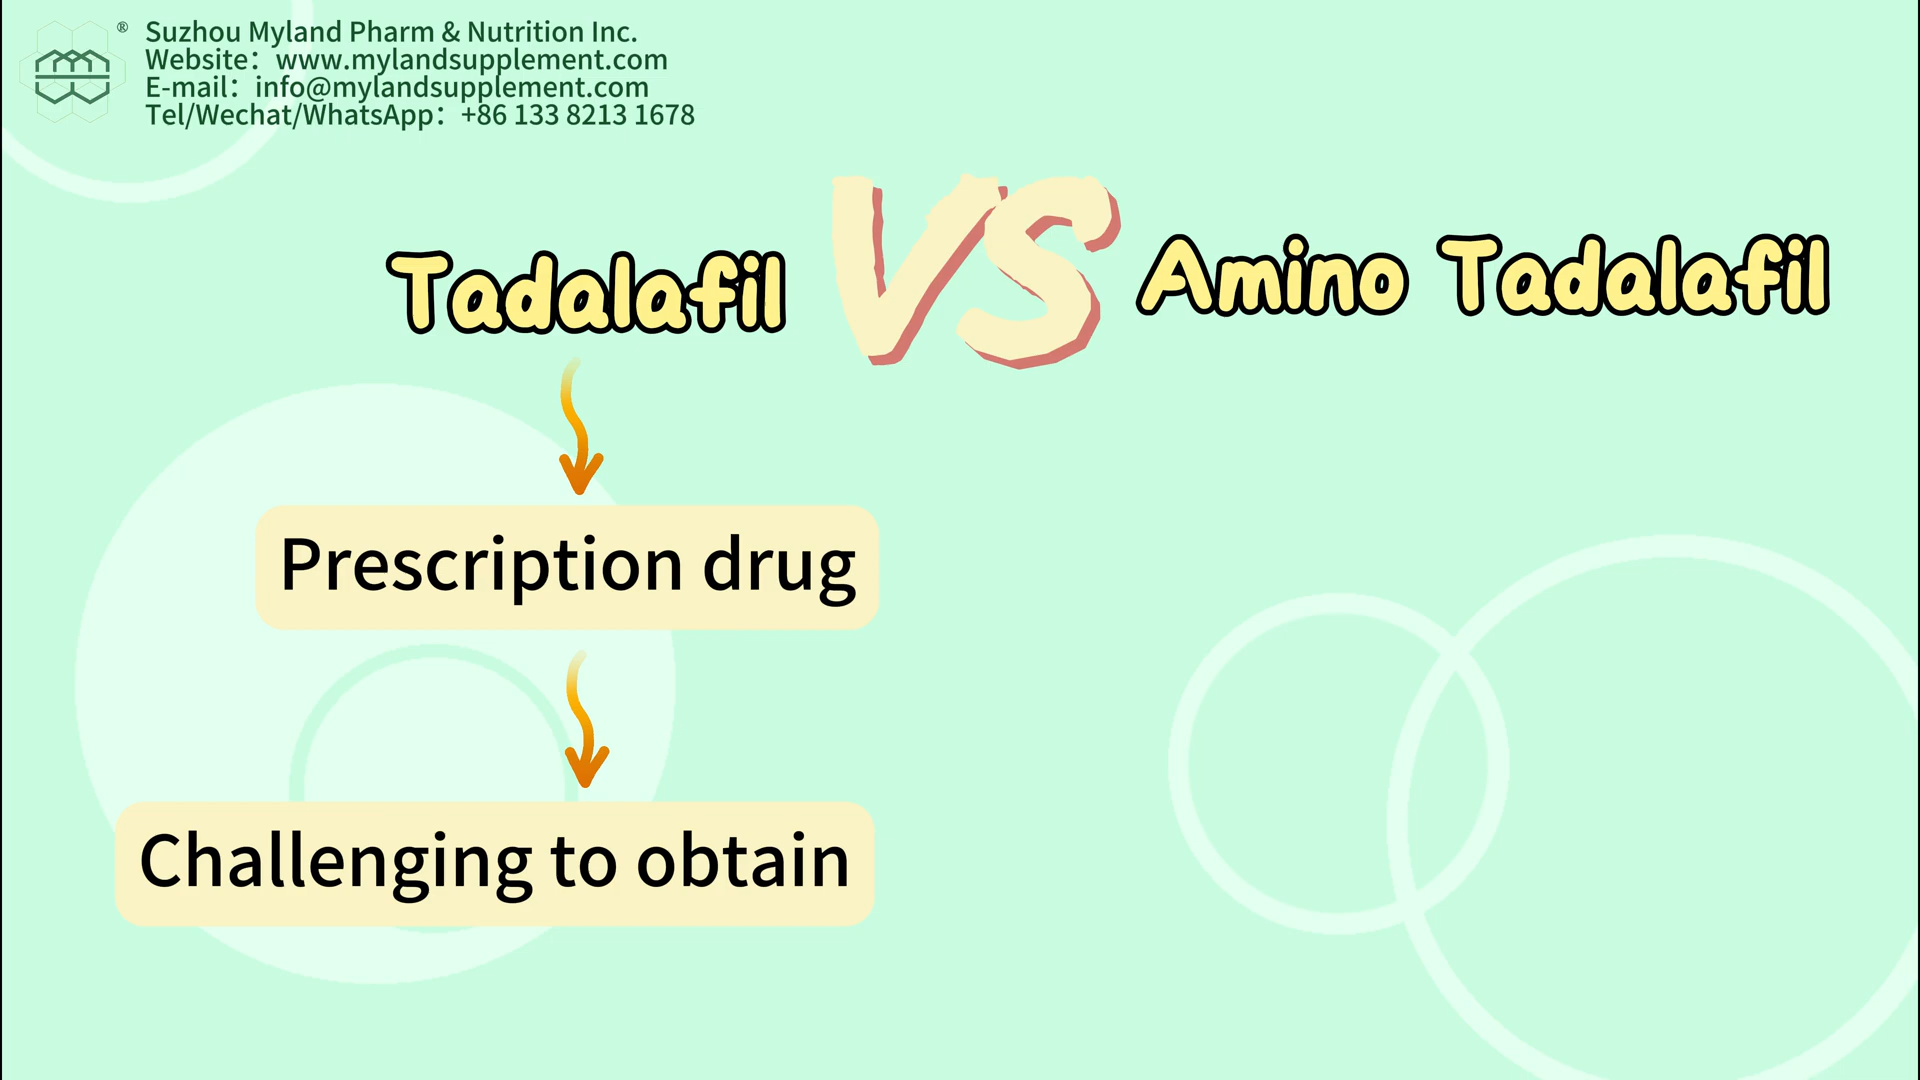 ®
Suzhou Myland Pharm & Nutrition Inc.
Website：www.mylandsupplement.com
E-mail：info@mylandsupplement.com
Tel/Wechat/WhatsApp：+86 133 8213 1678
Tadalafil VS Amino Tadalafil
Prescription drug
Challenging to obtain